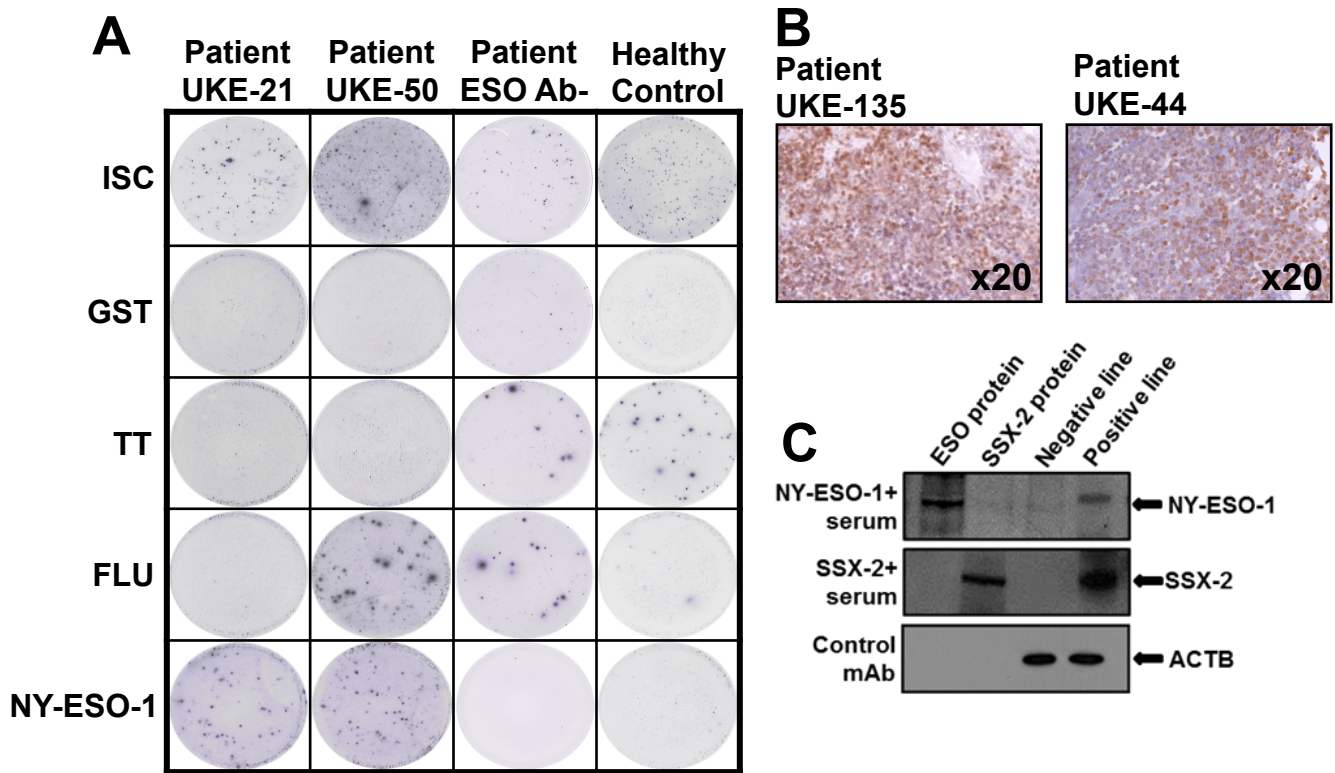 A
Patient
UKE-21
Patient
UKE-50
Patient
ESO Ab-
Healthy
Control
ISC
GST
TT
FLU
NY-ESO-1
B
Patient
UKE-135
Patient
UKE-44
x20
x20
C
ESO protein
SSX-2 protein
Negative line
Positive line
NY-ESO-1+
serum
NY-ESO-1
SSX-2+
serum
SSX-2
Control
mAb
ACTB